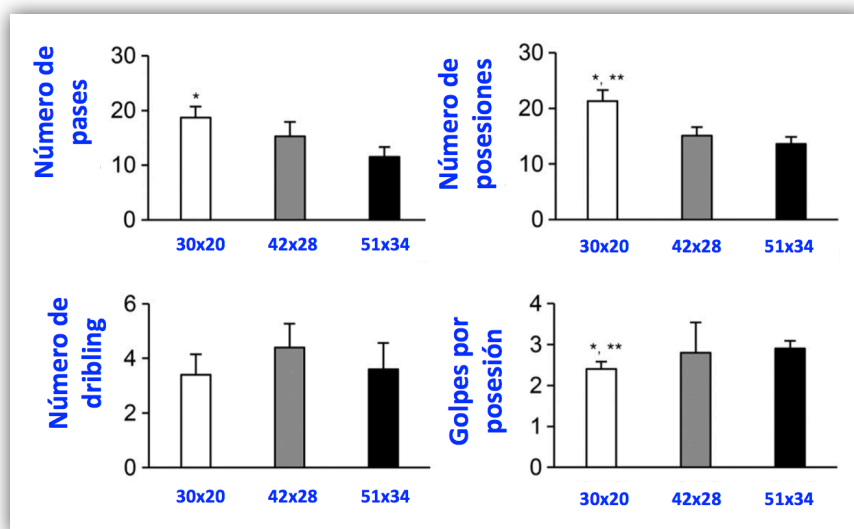 Número de
pases
30
20
10
0
*
30x20
42x28
51x34
Número de
posesiones
30
20
10
0
*, **
30x20
42x28
51x34
Número de
dribling
6
4
2
0
30x20
42x28
51x34
Golpes por
posesión
4
3
2
1
0
*, **
30x20
42x28
51x34